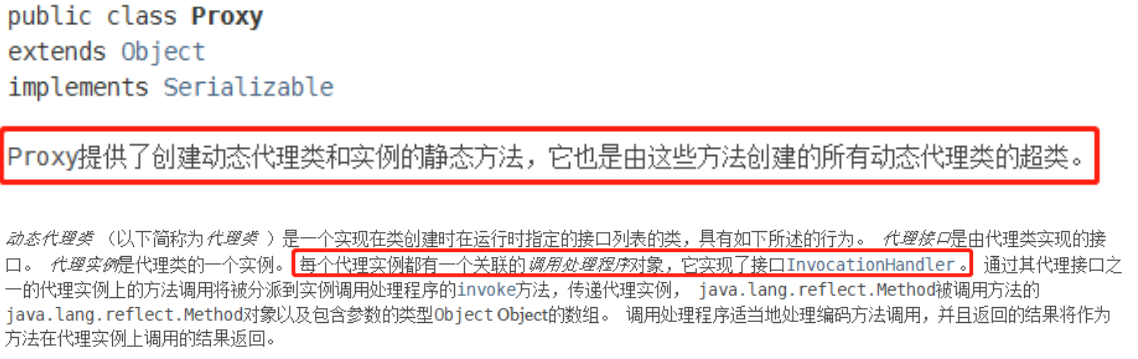 public class Proxy
extends Object
implements Serializable
Proxy提供了创建动态代理类和实例的静态方法，它也是由这些方法创建的所有动态代理类的超类。
动态代理类 （以下简称为代理类 ）是一个实现在类创建时在运行时指定的接口列表的类，具有如下所述的行为。 代理接口是由代理类实现的接
口。 代理实例是代理类的一个实例。 每个代理实例都有一个关联的调用处理程序对象，它实现了接口InvocationHandler 。 通过其代理接口之
一的代理实例上的方法调用将被分派到实例调用处理程序的invoke方法，传递代理实例， java.lang.reflect.Method被调用方法的
java.lang.reflect.Method对象以及包含参数的类型Object Object的数组。 调用处理程序适当地处理编码方法调用，并且返回的结果将作为
方法在代理实例上调用的结果返回。